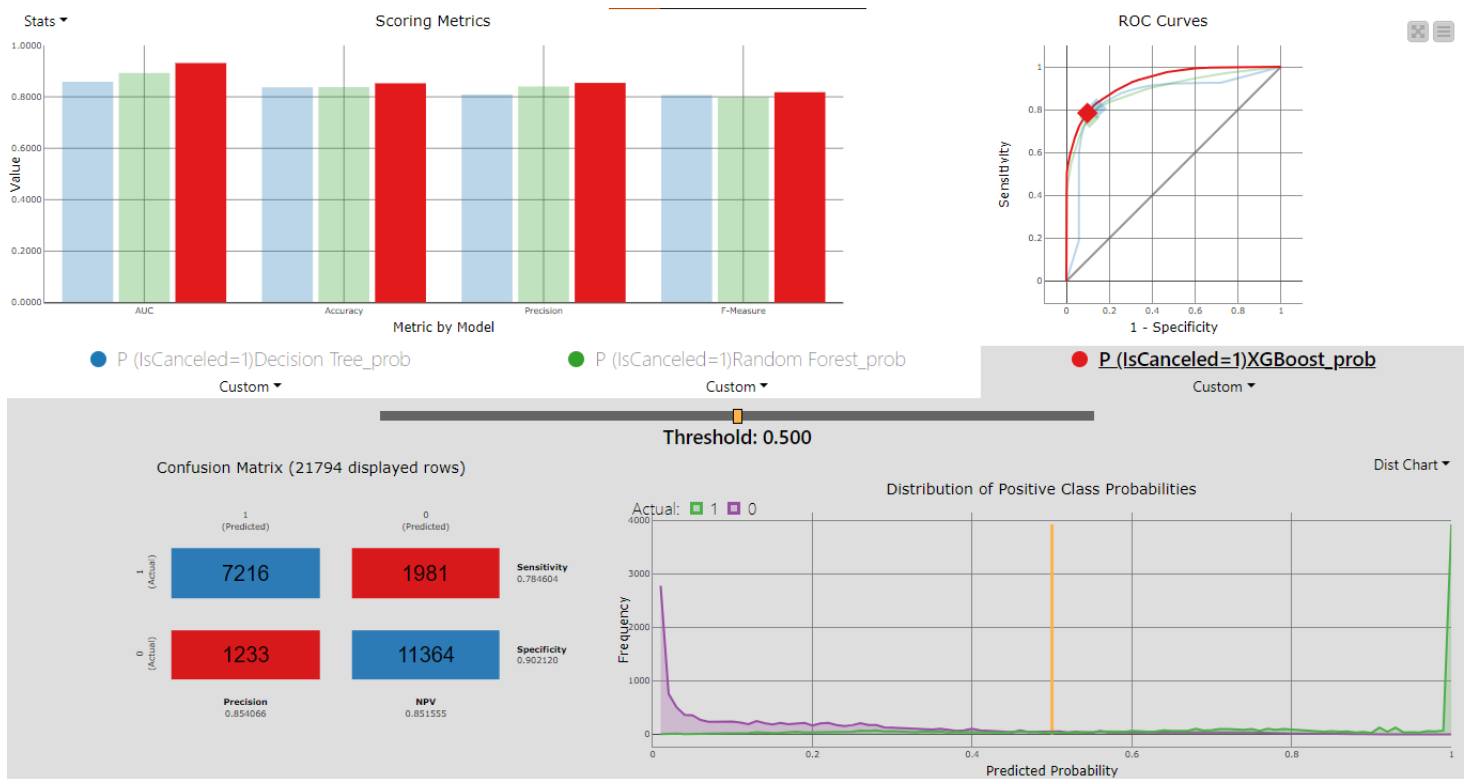 Stats
Scoring Metrics
ROC Curves
1.0000
0.8000
0.6000
0.4000
0.2000
0.0000
Value
AUC
Accuracy
Precision
F-Measure
Metric by Model
1
0.8
0.6
0.4
0.2
0
Sensitivity
0
0.2
0.4
0.6
0.8
1
1 - Specificity
P (IsCanceled=1)Decision Tree_prob
P (IsCanceled=1)Random Forest_prob
P (IsCanceled=1)XGBoost_prob
Custom
Custom
Custom
Threshold: 0.500
Confusion Matrix (21794 displayed rows)
1
(Predicted)
0
(Predicted)
1
(Actual)
7216
1981
Sensitivity
0.784604
0
(Actual)
1233
11364
Specificity
0.902120
Precision
0.854066
NPV
0.851555
Dist Chart
Distribution of Positive Class Probabilities
Actual: 1 0
4000
3000
2000
1000
0
Frequency
0
0.2
0.4
0.6
0.8
1
Predicted Probability